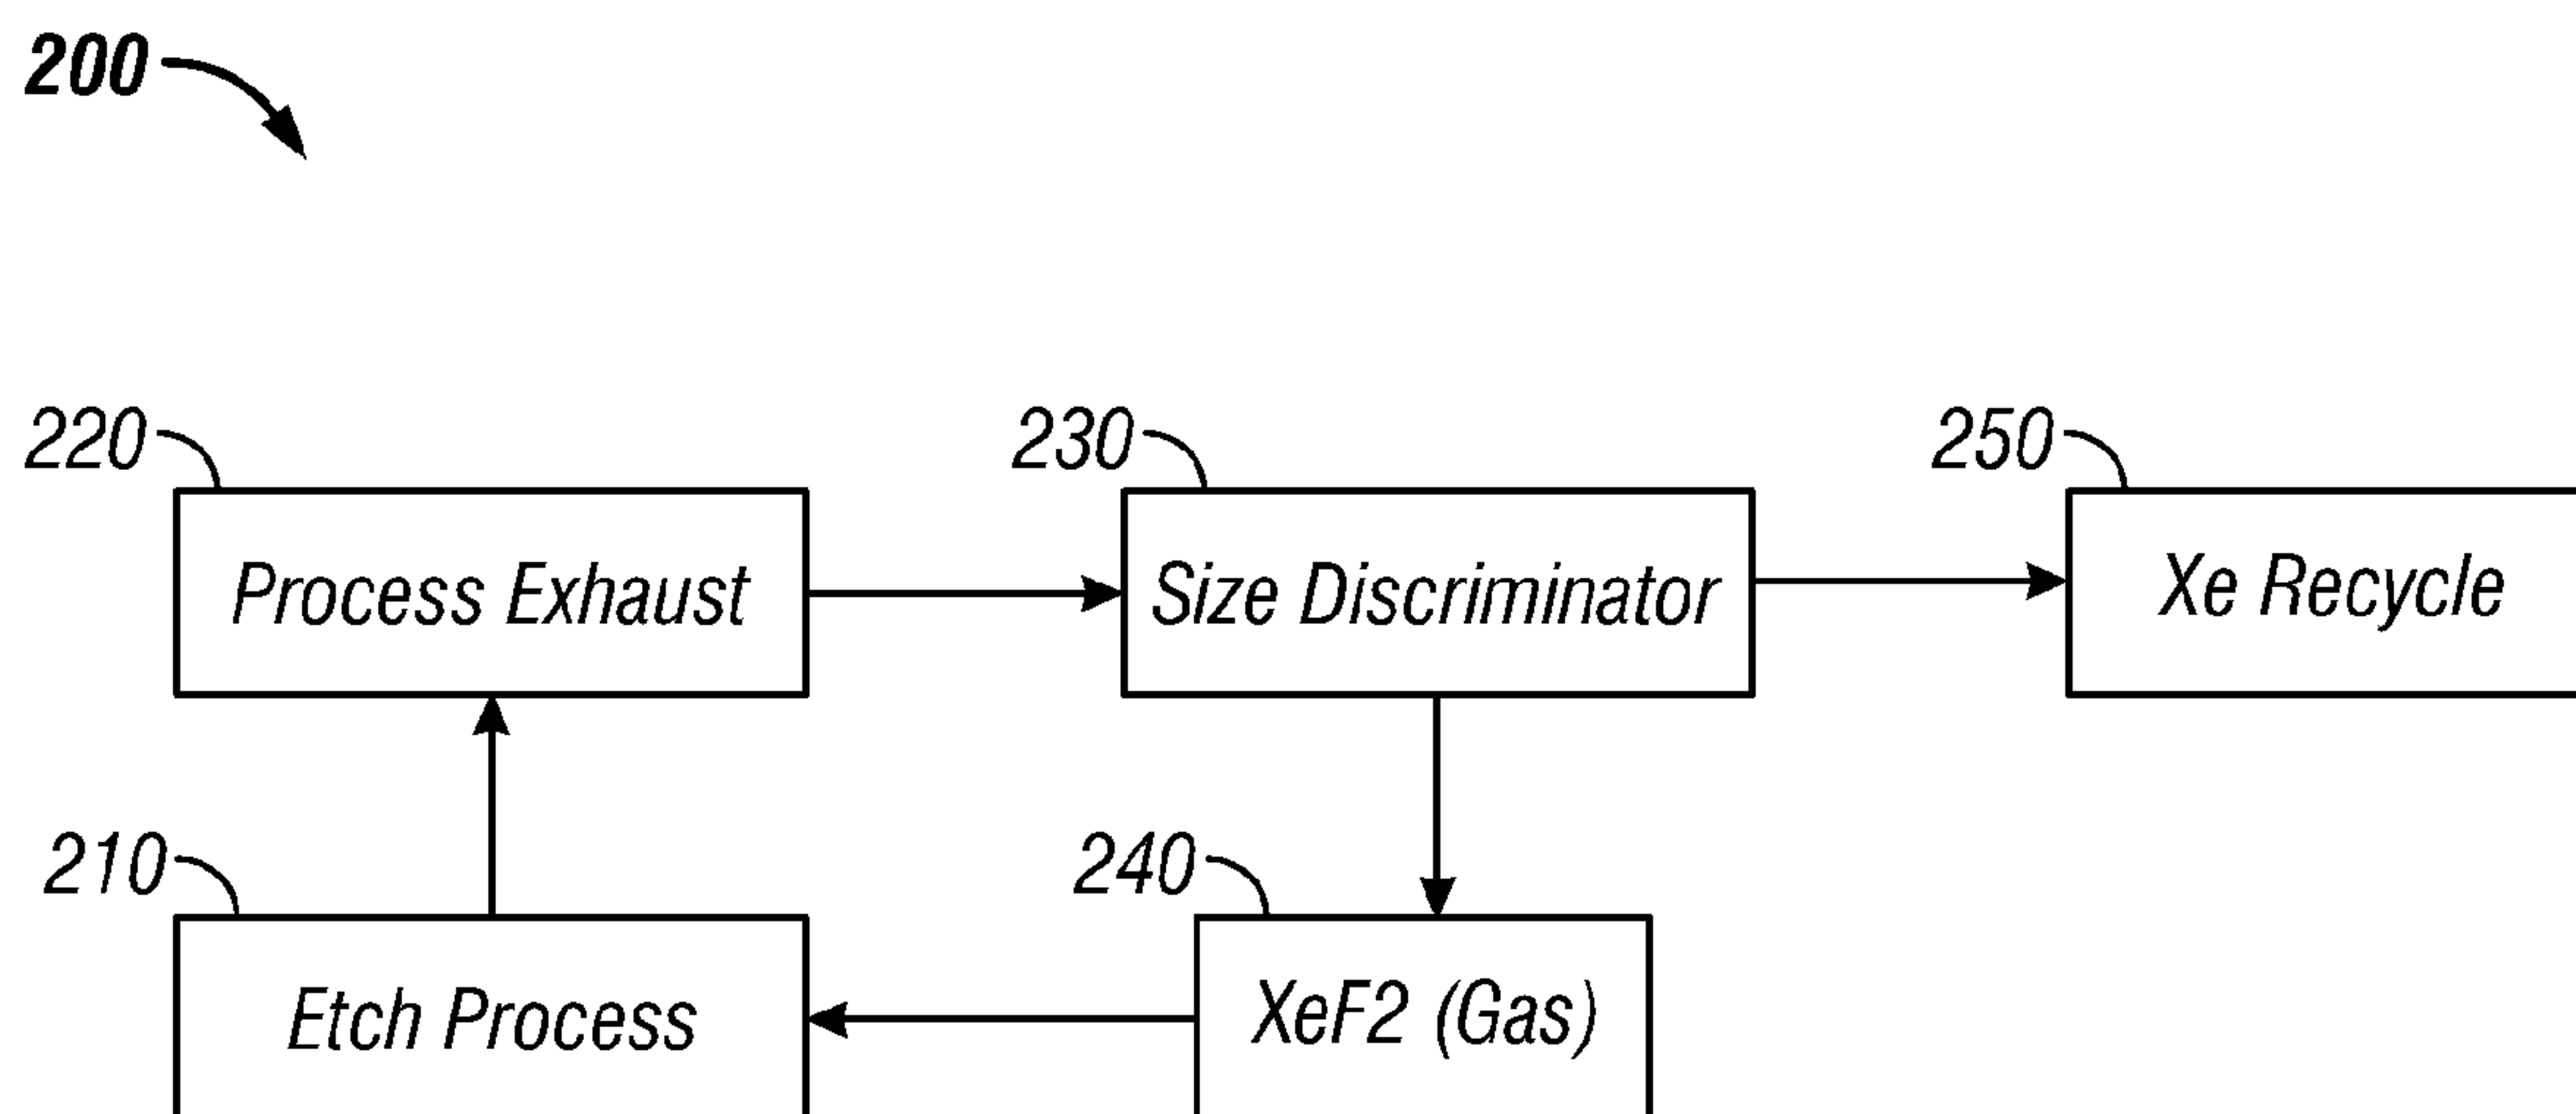 200
220
230
250
Process Exhaust
Size Discriminator
Xe Recycle
210
240
Etch Process
XeF2 (Gas)